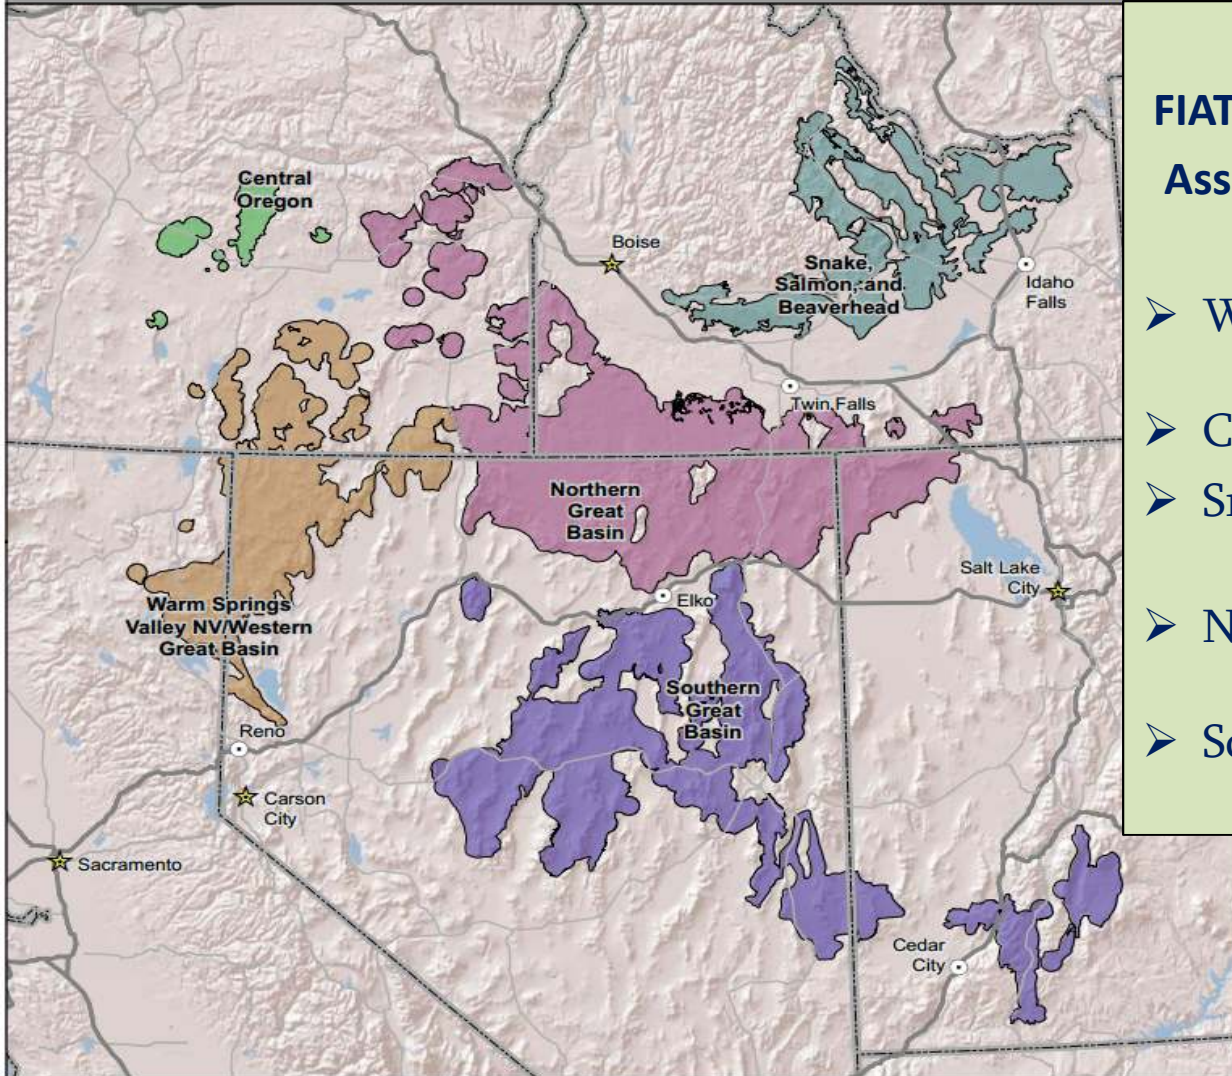 Central
Oregon
Boise
Snake,
Salmon, and
Beaverhead
Idaho
Falls
Twin Falls
Northern
Great
Basin
Salt Lake
City
Elko
Warm Springs
Valley NV/Western
Great Basin
Southern
Great
Basin
Reno
Carson
City
Sacramento
Cedar
City
FIAT
Ass
➢ W
➢ C
➢ S
➢ N
➢ So